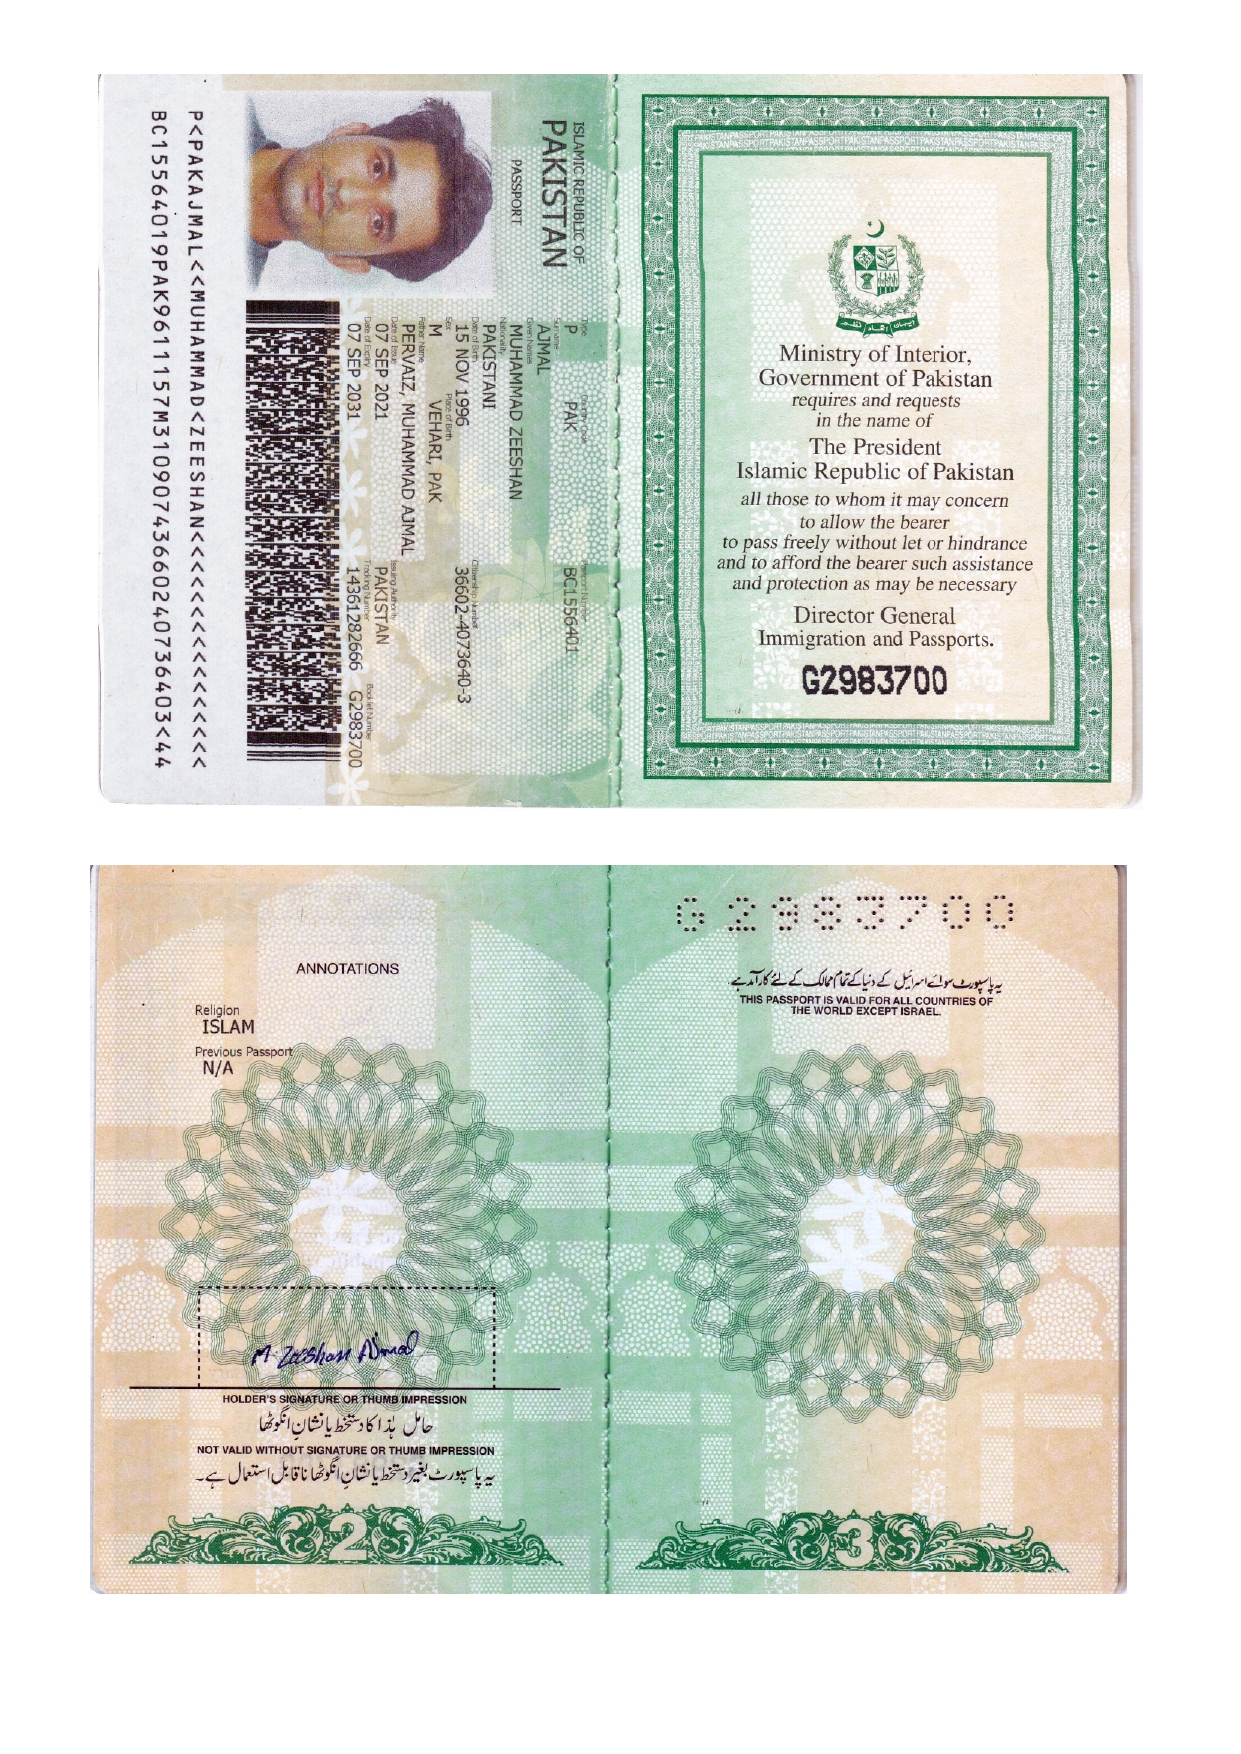 ISLAMIC REPUBLIC OF
PAKISTAN
PASSPORT
Type Country Code Passport Number
P PAK BC1556401
Surname
AJMAL
Given Names
MUHAMMAD ZEESHAN
Nationality
PAKISTANI
Date of Birth Citizenship Number
15 NOV 1996 36602-4073640-3
Sex Place of Birth
M VEHARI, PAK
Father Name
PERVAIZ, MUHAMMAD AJMAL
Date of Issue Issuing Authority
07 SEP 2021 PAKISTAN
Date of Expiry Tracking Number Booklet Number
07 SEP 2031 14361282666 G2983700
P<PAKAJMAL<<MUHAMMAD<ZEESHAN<<<<<<<<<<<<<<<<
BC15564019PAK9611157M31090743660240736403<44
Ministry of Interior,
Government of Pakistan
requires and requests
in the name of
The President
Islamic Republic of Pakistan
all those to whom it may concern
to allow the bearer
to pass freely without let or hindrance
and to afford the bearer such assistance
and protection as may be necessary
Director General
Immigration and Passports.
G2983700
ANNOTATIONS
Religion
ISLAM
Previous Passport
N/A
M Zeeshan Ajmal
HOLDER'S SIGNATURE OR THUMB IMPRESSION
حامل ہٰذا کا دستخط یا نشانِ انگوٹھا
NOT VALID WITHOUT SIGNATURE OR THUMB IMPRESSION
یہ پاسپورٹ بغیر دستخط یا نشانِ انگوٹھا ناقابل استعمال ہے۔
2
G2983700
یہ پاسپورٹ سوائے اسرائیل کے دنیا کے تمام ممالک کے لئے کارآمد ہے۔
THIS PASSPORT IS VALID FOR ALL COUNTRIES OF
THE WORLD EXCEPT ISRAEL.
3